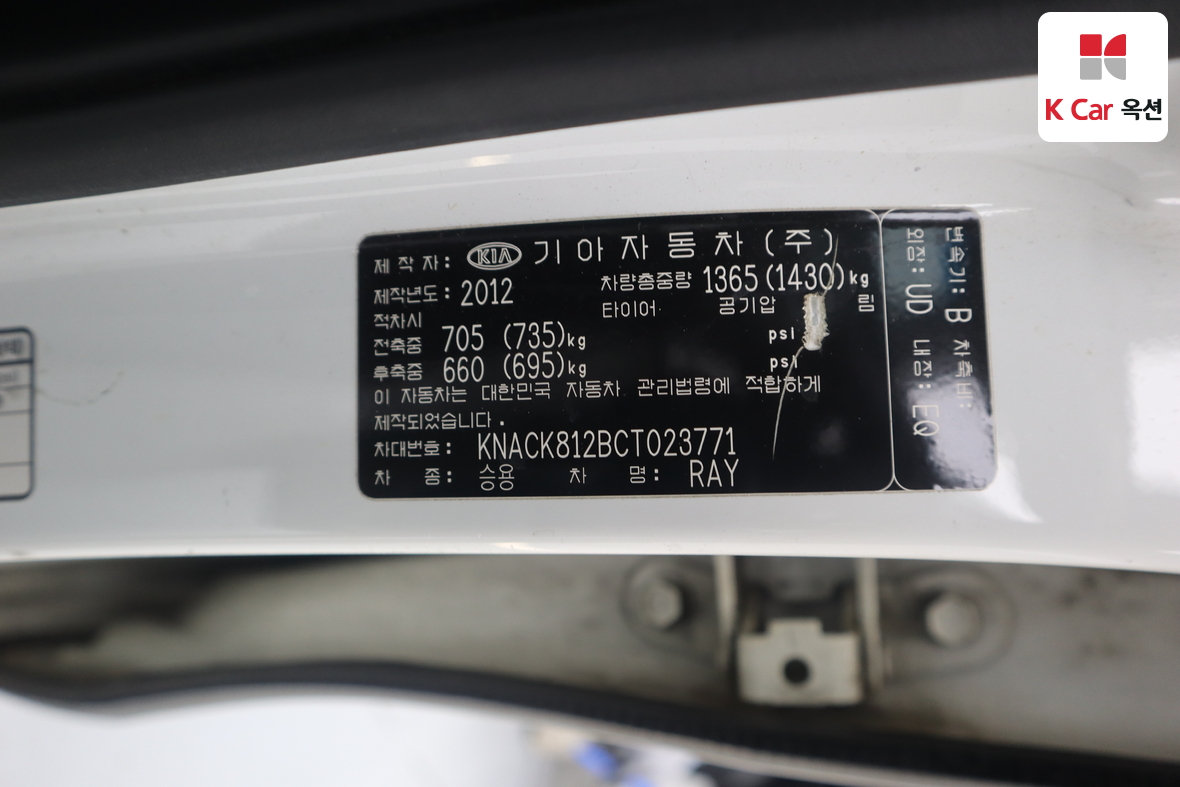 K Car 옥션
제작자: KIA 기아자동차(주)
제작년도: 2012 차량총중량 1365(1430)kg
적차시 타이어 공기압 림
전축중 705 (735)kg psi
후축중 660 (695)kg psi
이 자동차는 대한민국 자동차 관리법령에 적합하게
제작되었습니다.
차대번호: KNACK812BCT023771
차 종: 승용 차 명: RAY
변속기: B 차축비:
외장: UD 내장: EQ